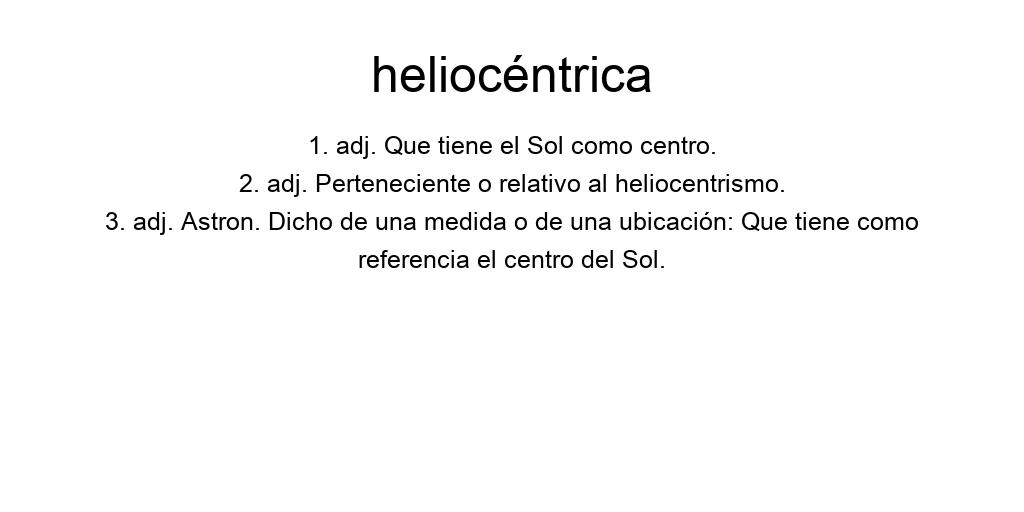 heliocéntrica
1. adj. Que tiene el Sol como centro.
2. adj. Perteneciente o relativo al heliocentrismo.
3. adj. Astron. Dicho de una medida o de una ubicación: Que tiene como
referencia el centro del Sol.